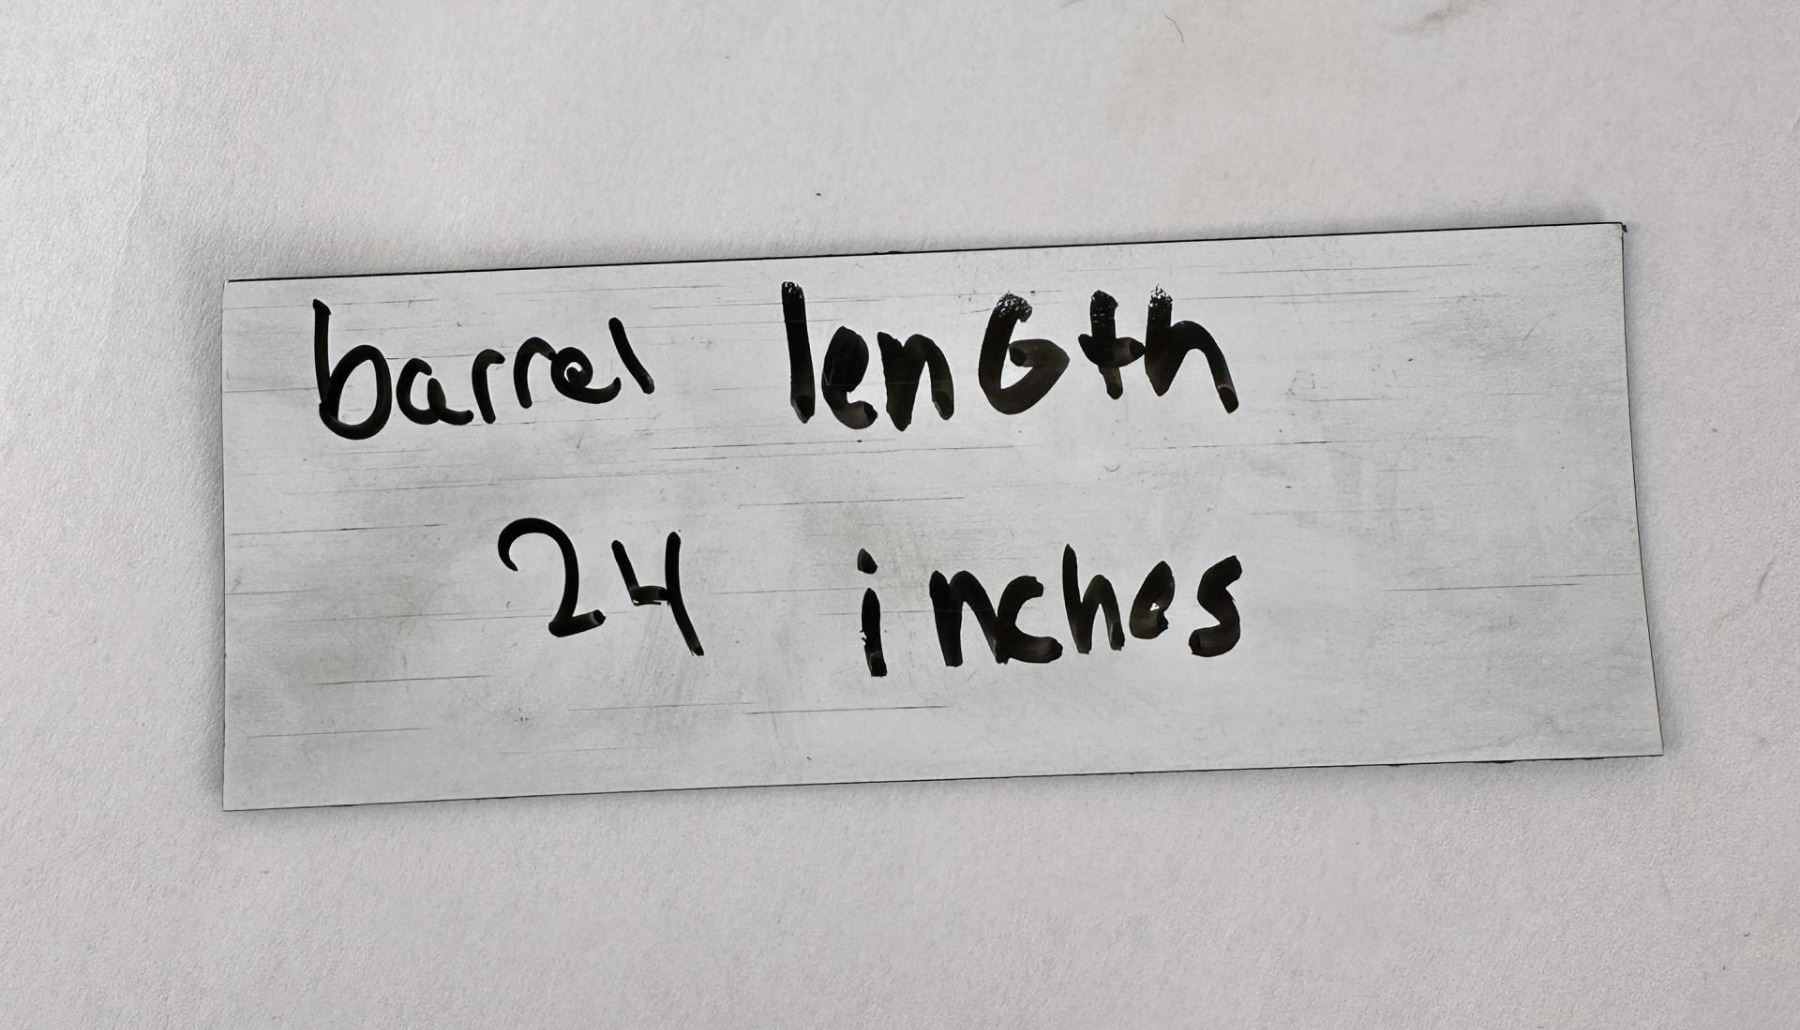 barrel lenGth
24 inches